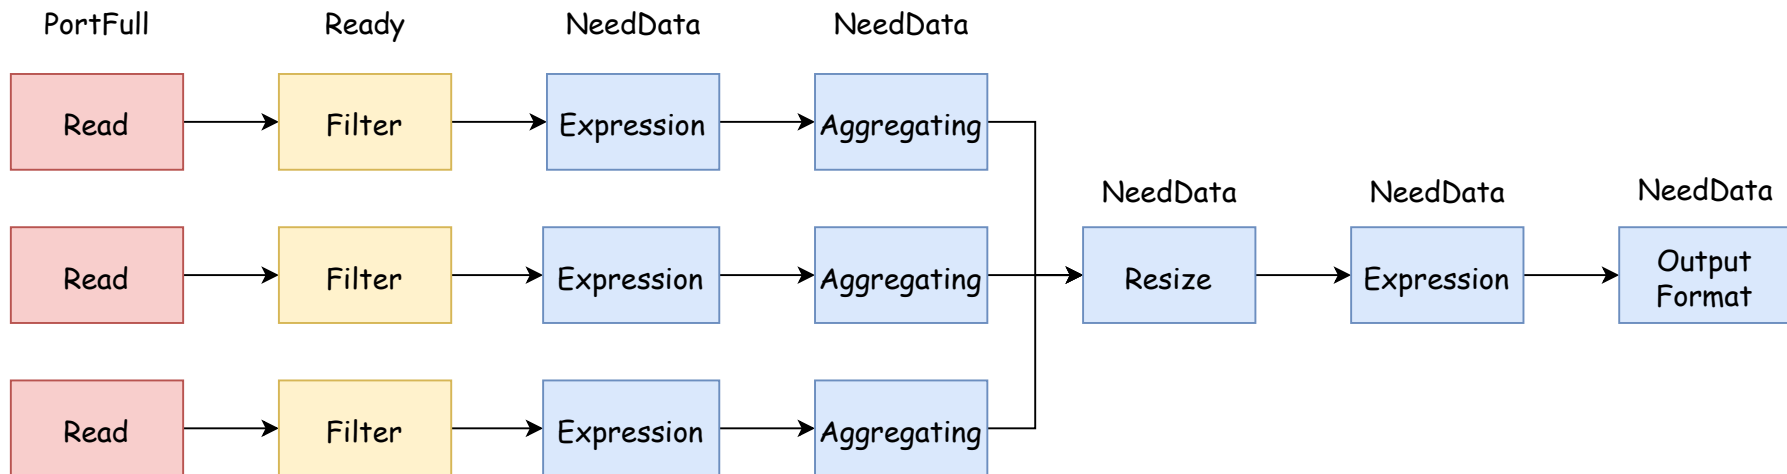 PortFull
Ready
NeedData
NeedData
Read
Filter
Expression
Aggregating
NeedData
NeedData
NeedData
Read
Filter
Expression
Aggregating
Resize
Expression
Output
Format
Read
Filter
Expression
Aggregating